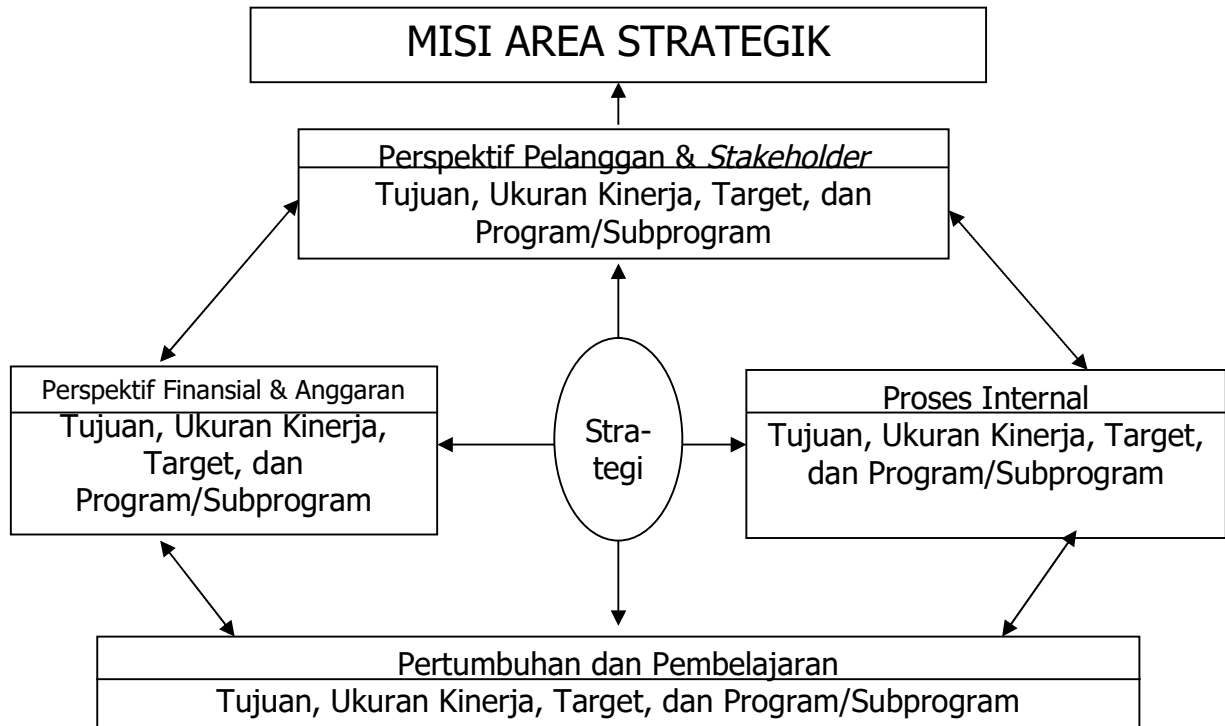 MISI AREA STRATEGIK
Perspektif Pelanggan & Stakeholder
Tujuan, Ukuran Kinerja, Target, dan
Program/Subprogram
Perspektif Finansial & Anggaran
Tujuan, Ukuran Kinerja,
Target, dan
Program/Subprogram
Stra-
tegi
Proses Internal
Tujuan, Ukuran Kinerja, Target,
dan Program/Subprogram
Pertumbuhan dan Pembelajaran
Tujuan, Ukuran Kinerja, Target, dan Program/Subprogram